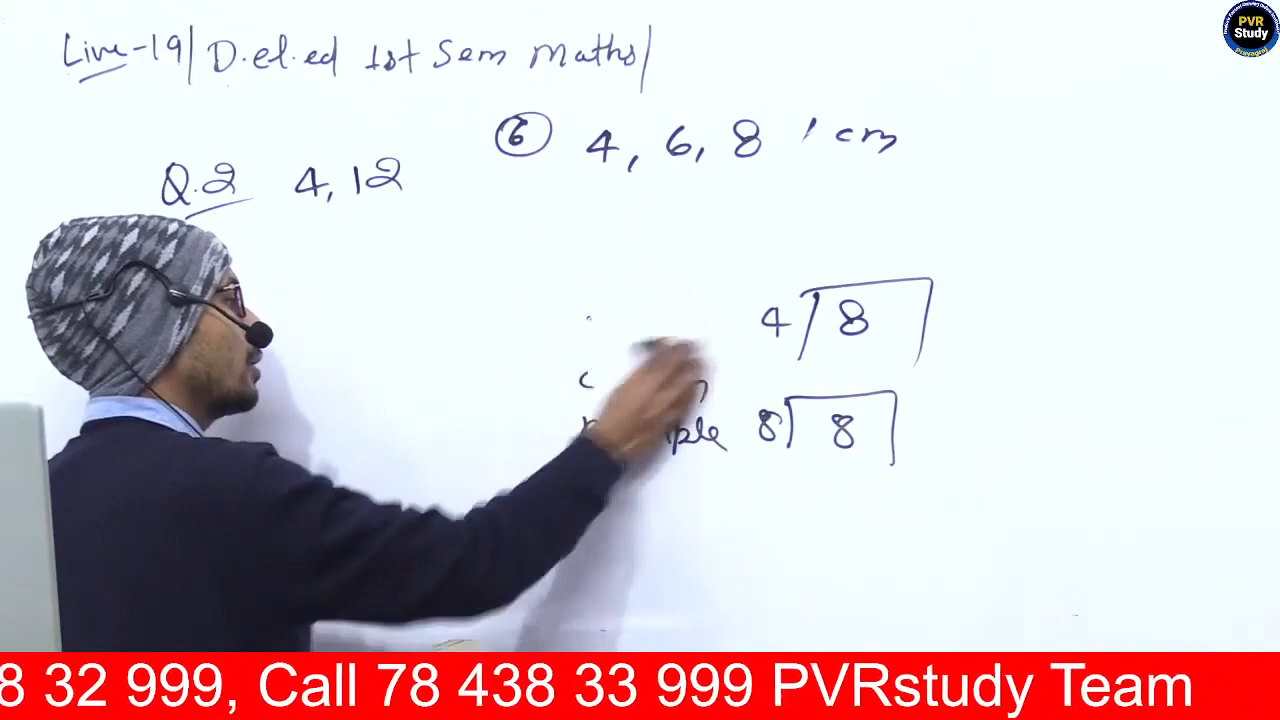 Live-19/ D.el.ed 1st Sem Maths/
⑥ 4, 6, 8 / cm
Q.2 4, 12
4 8
8 8
PVR
Study
Prayagraj
8 32 999, Call 78 438 33 999 PVRstudy Team